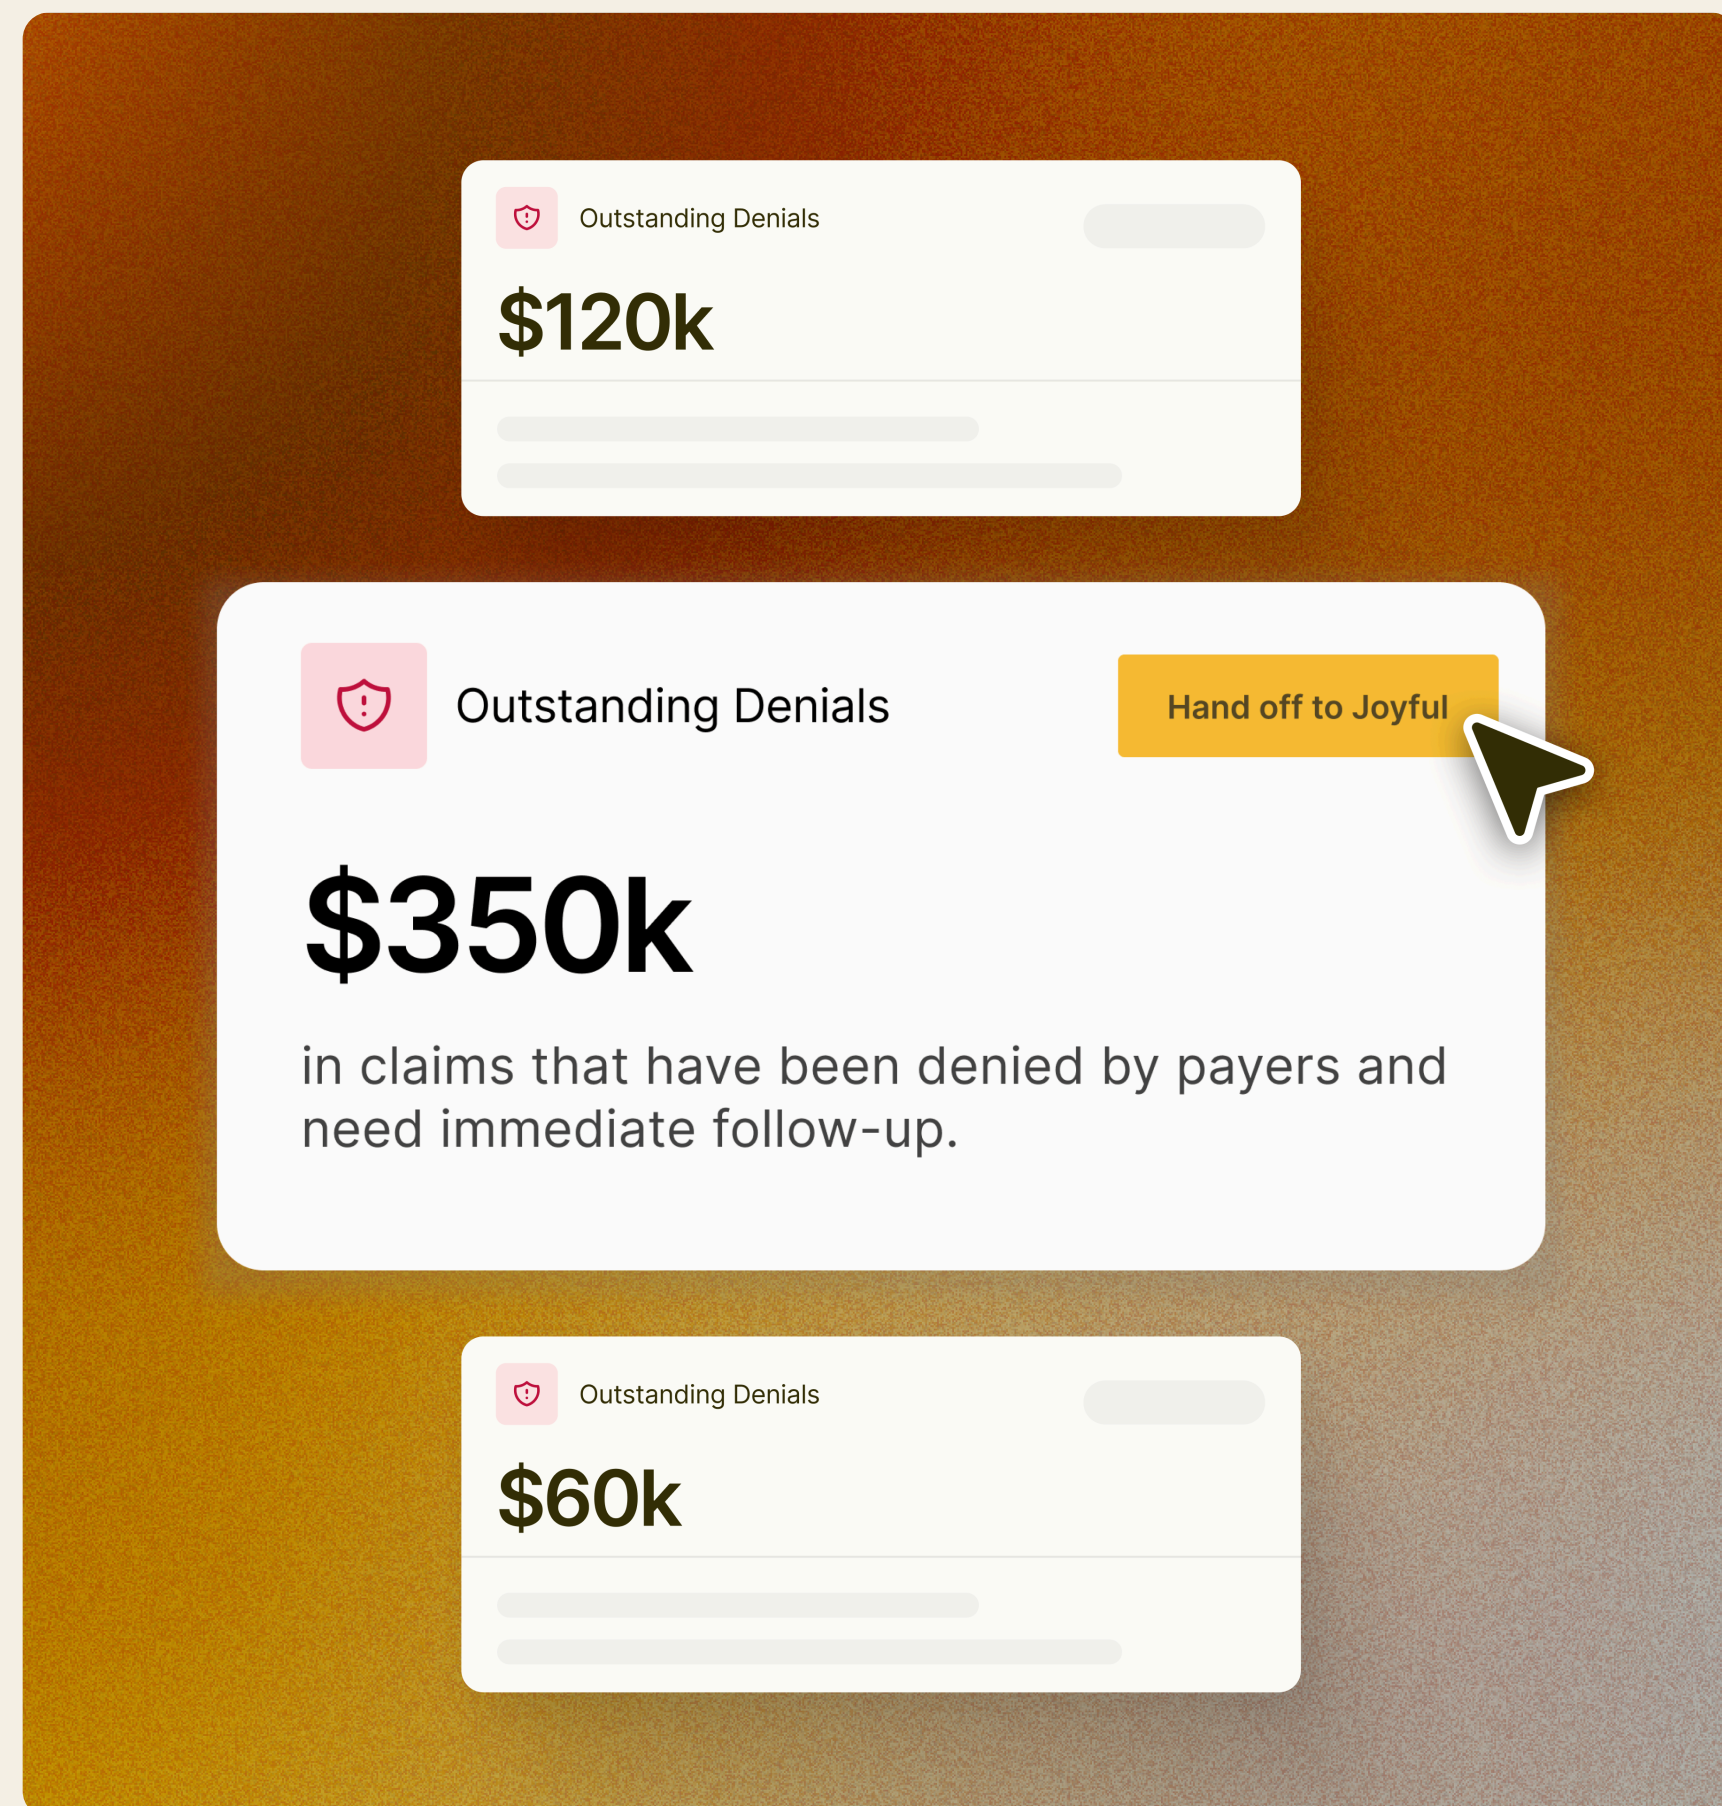 Outstanding Denials
$120k
Outstanding Denials
Hand off to Joyful
$350k
in claims that have been denied by payers and
need immediate follow-up.
Outstanding Denials
$60k